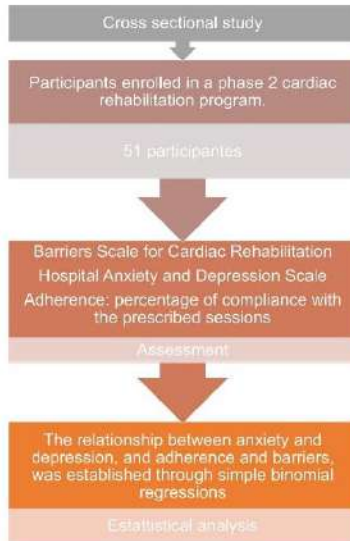 Cross sectional study
Participants enrolled in a phase 2 cardiac
rehabilitation program.
51 participantes
Barriers Scale for Cardiac Rehabilitation
Hospital Anxiety and Depression Scale
Adherence: percentage of compliance with
the prescribed sessions
Assessment
The relationship between anxiety and
depression, and adherence and barriers,
was established through simple binomial
regressions
Estattistical analysis